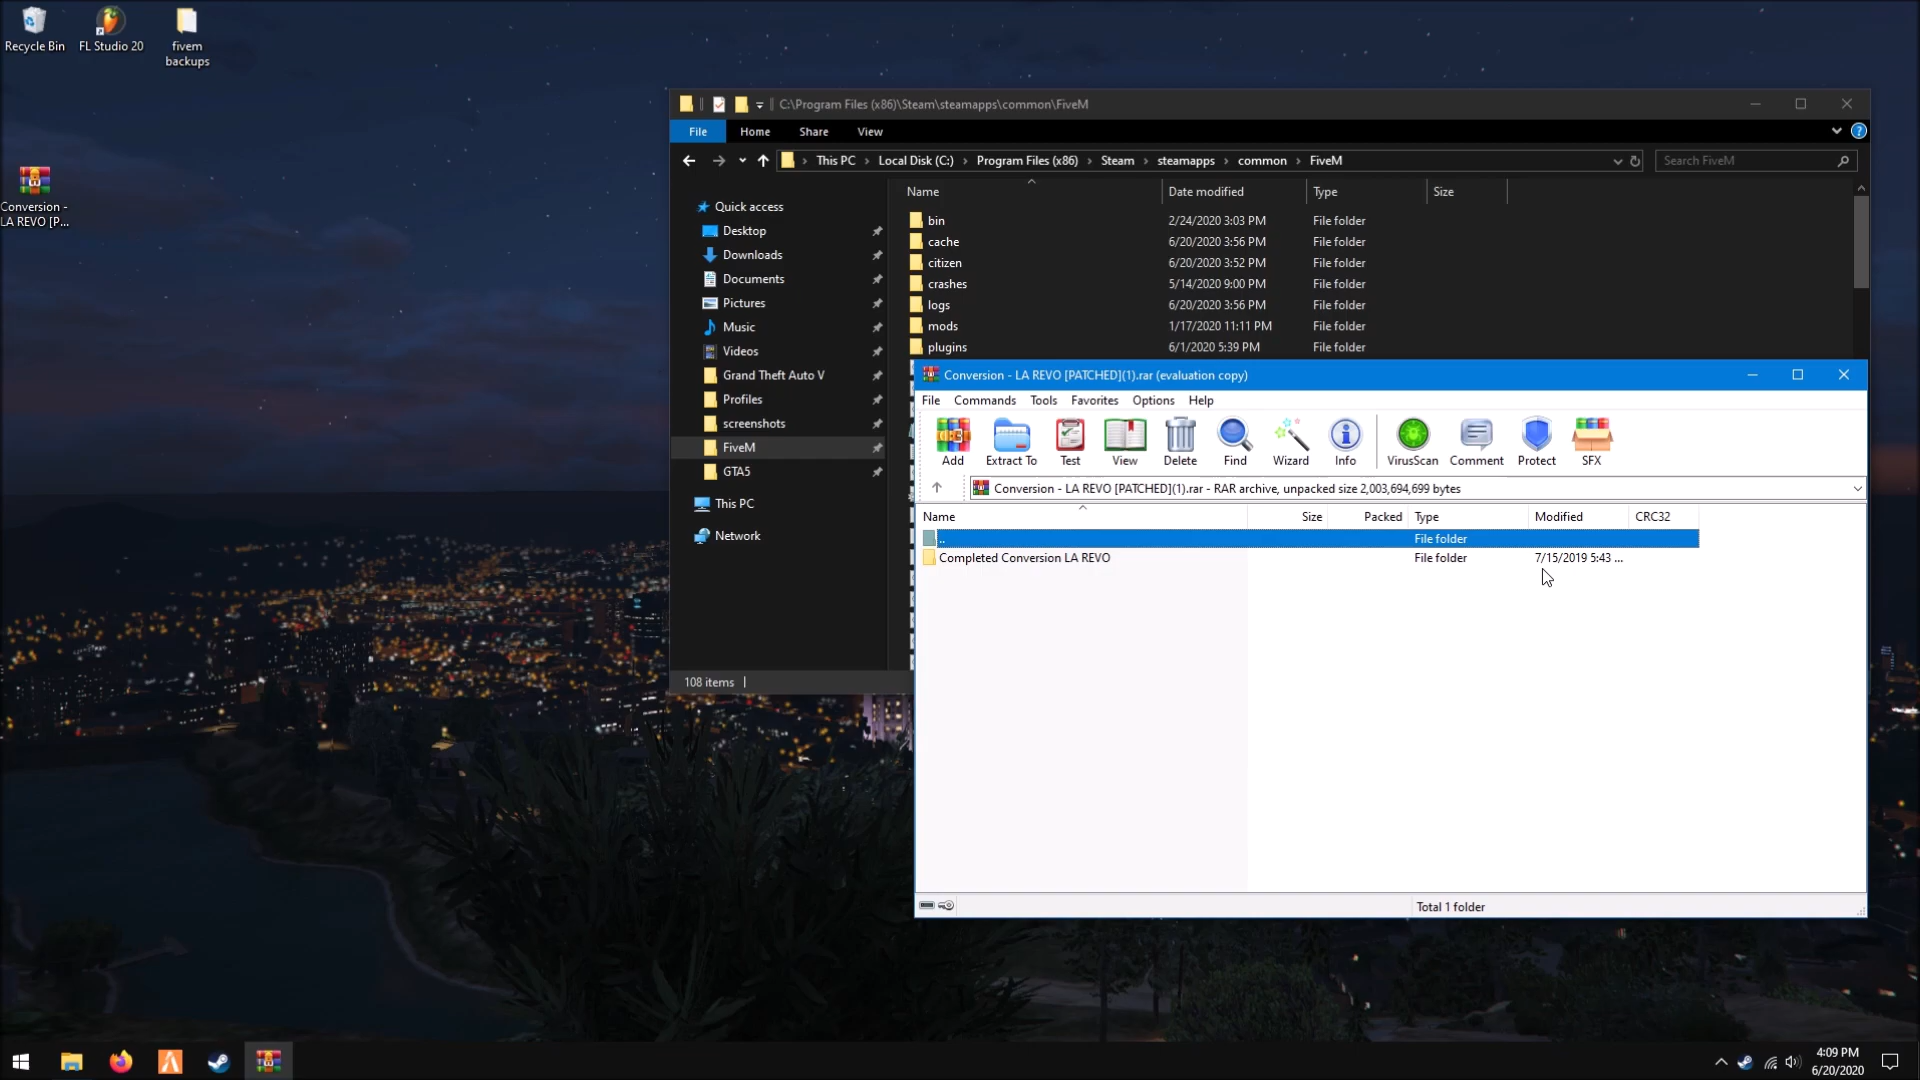 Recycle Bin
FL Studio 20
fivem
backups
Conversion -
LA REVO [P...
C:\Program Files (x86)\Steam\steamapps\common\FiveM
File Home Share View
This PC > Local Disk (C:) > Program Files (x86) > Steam > steamapps > common > FiveM
Search FiveM
Name Date modified Type Size
Quick access
Desktop
Downloads
Documents
Pictures
Music
Videos
Grand Theft Auto V
Profiles
screenshots
FiveM
GTA5
This PC
Network
bin 2/24/2020 3:03 PM File folder
cache 6/20/2020 3:56 PM File folder
citizen 6/20/2020 3:52 PM File folder
crashes 5/14/2020 9:00 PM File folder
logs 6/20/2020 3:56 PM File folder
mods 1/17/2020 11:11 PM File folder
plugins 6/1/2020 5:39 PM File folder
108 items
Conversion - LA REVO [PATCHED](1).rar (evaluation copy)
File Commands Tools Favorites Options Help
Add Extract To Test View Delete Find Wizard Info VirusScan Comment Protect SFX
Conversion - LA REVO [PATCHED](1).rar - RAR archive, unpacked size 2,003,694,699 bytes
Name Size Packed Type Modified CRC32
.. File folder
Completed Conversion LA REVO File folder 7/15/2019 5:43 ...
Total 1 folder
4:09 PM
6/20/2020